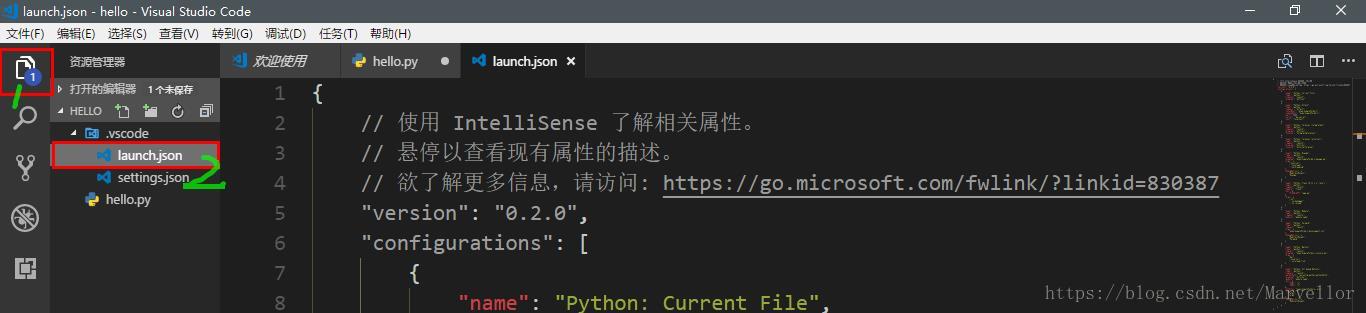 launch.json - hello - Visual Studio Code
文件(F) 编辑(E) 选择(S) 查看(V) 转到(G) 调试(D) 任务(T) 帮助(H)
资源管理器 欢迎使用 hello.py launch.json
1
打开的编辑器 1 个未保存
HELLO
.vscode
launch.json
settings.json
hello.py
1
2
1 {
2 // 使用 IntelliSense 了解相关属性。
3 // 悬停以查看现有属性的描述。
4 // 欲了解更多信息，请访问: https://go.microsoft.com/fwlink/?linkid=830387
5 "version": "0.2.0",
6 "configurations": [
7 {
8 "name": "Python: Current File",
https://blog.csdn.net/Marvellor